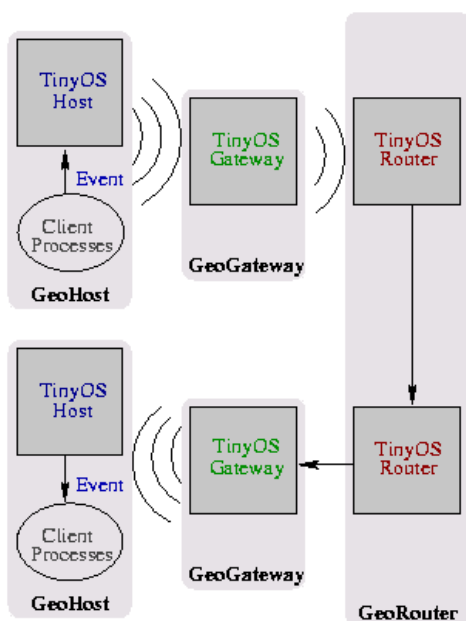 TinyOS
Host
Event
Client
Processes
GeoHost
TinyOS
Gateway
GeoGateway
TinyOS
Router
TinyOS
Host
Event
Client
Processes
GeoHost
TinyOS
Gateway
GeoGateway
TinyOS
Router
GeoRouter